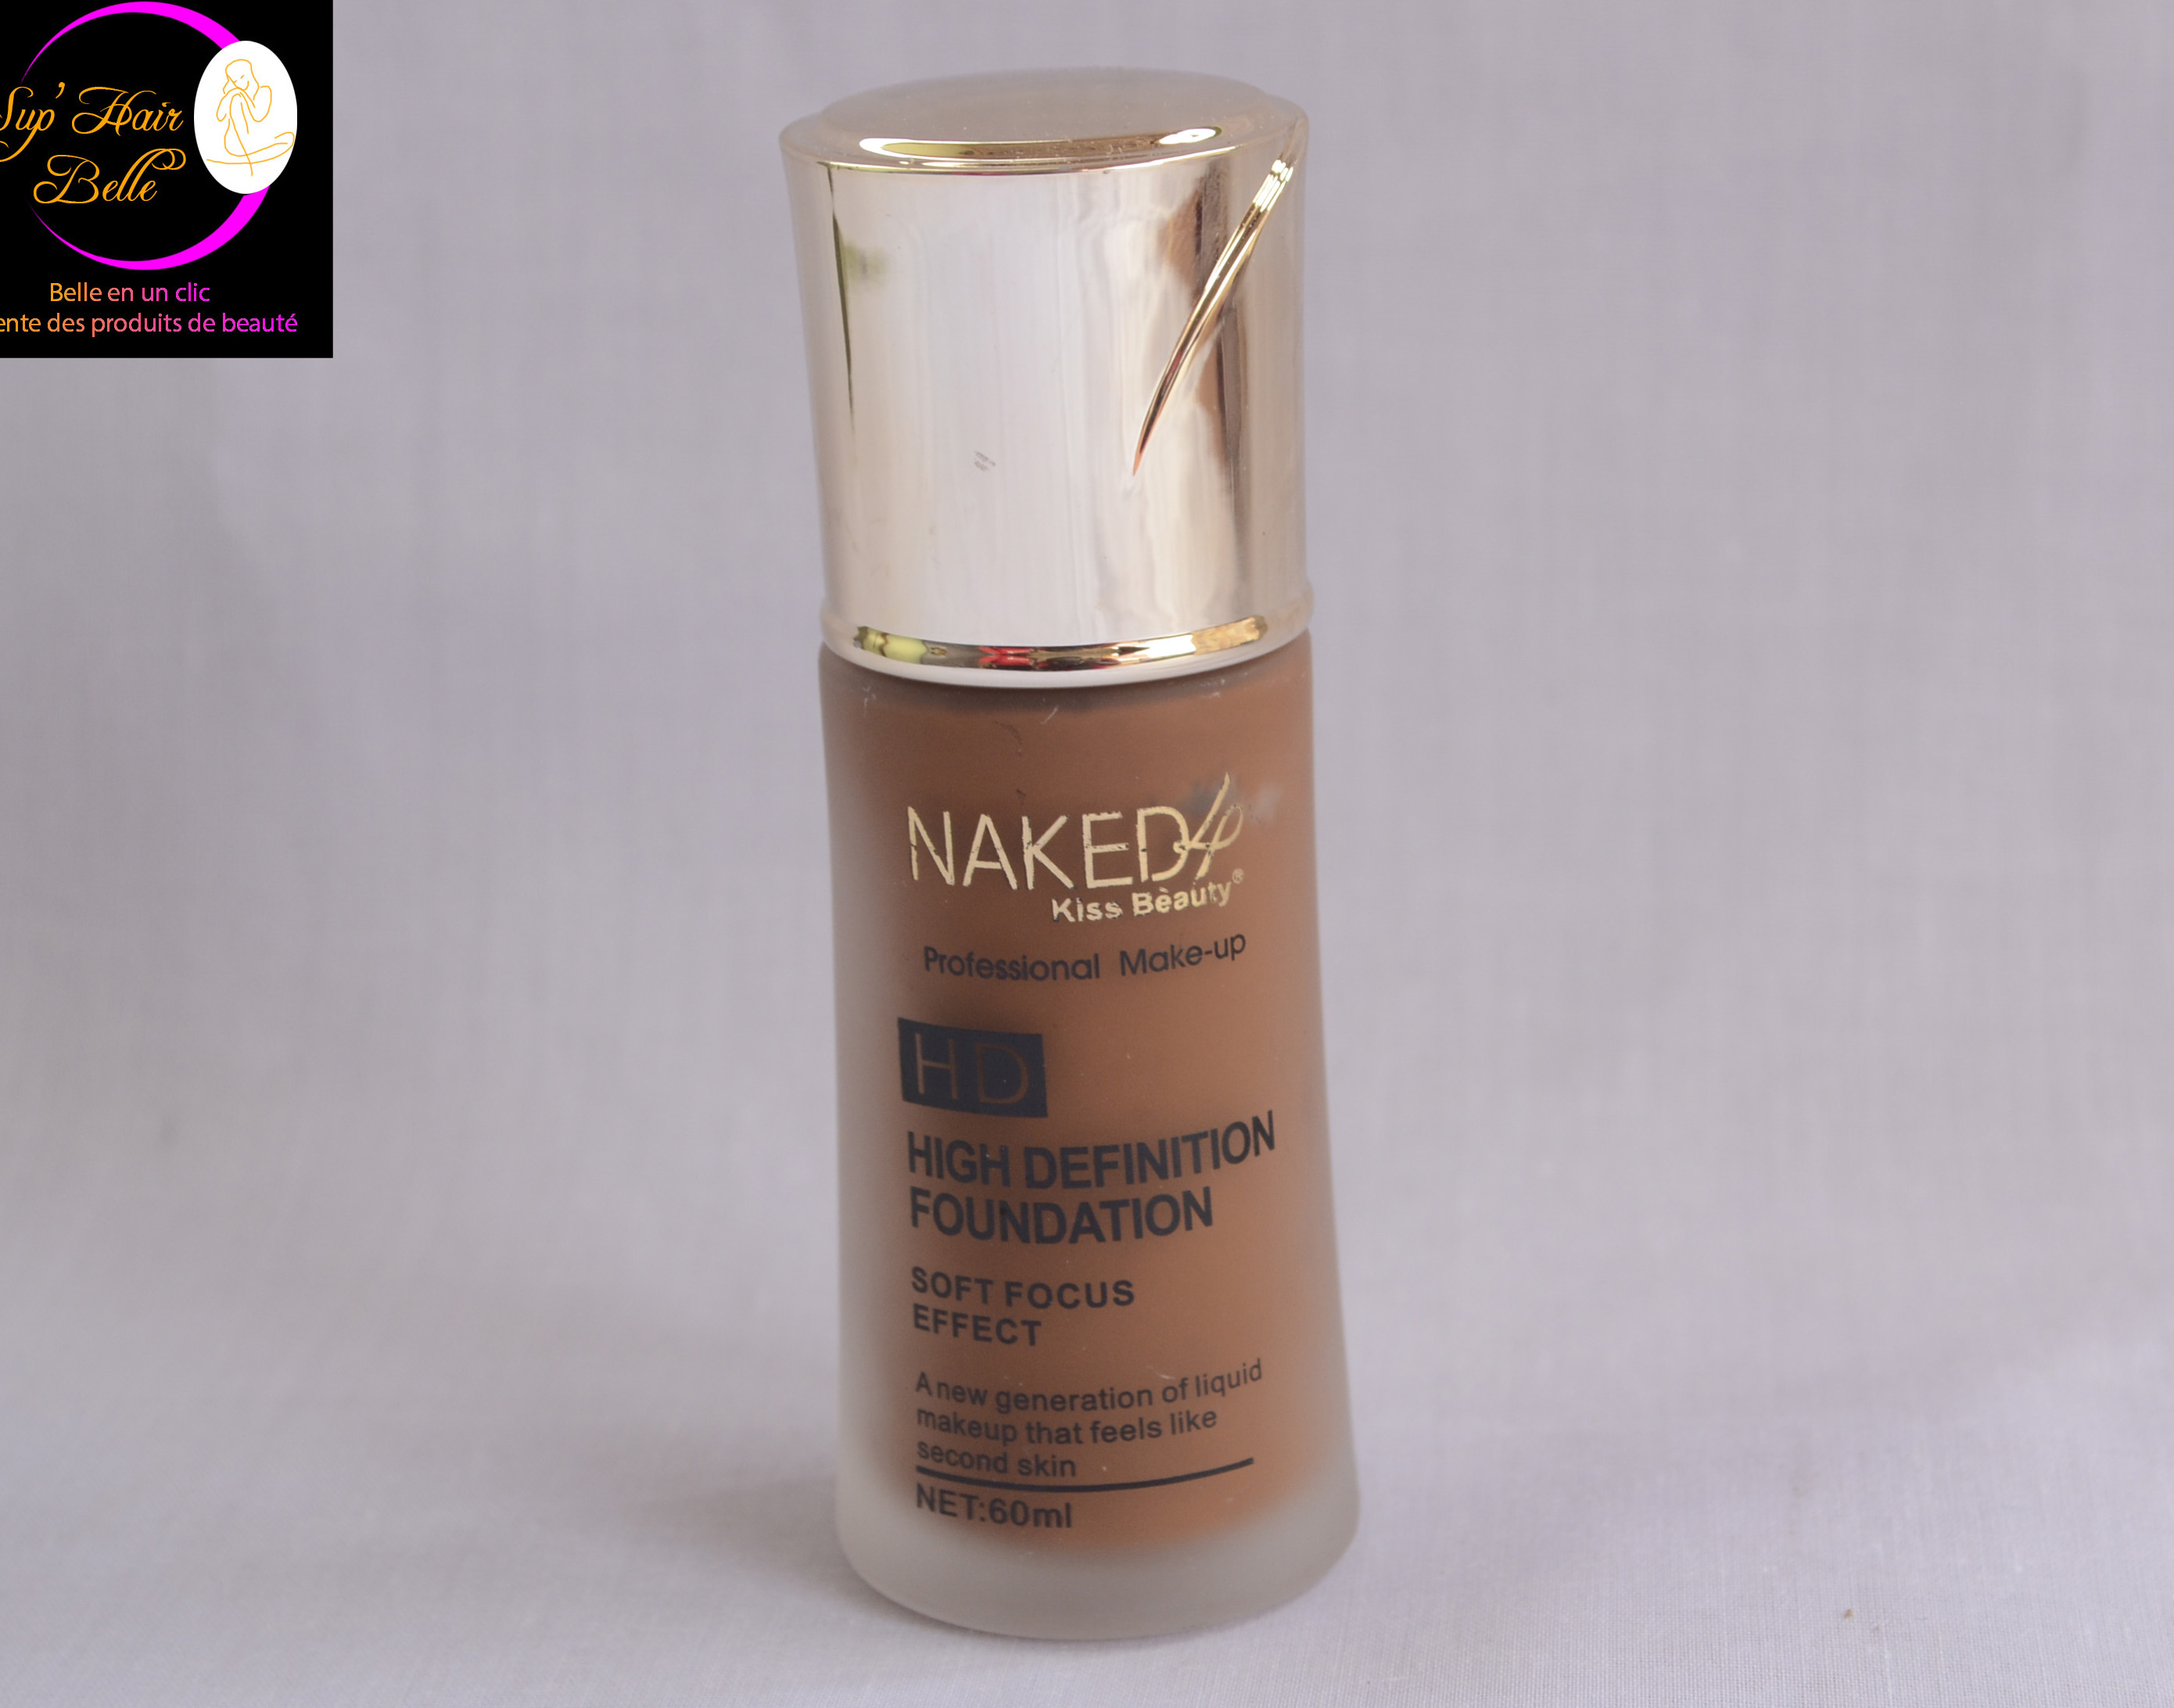 Sup' Hair
Belle
Belle en un clic
des produits de beauté
NAKED4
Kiss Bèauty®
Professional Make-up
HD
HIGH DEFINITION
FOUNDATION
SOFT FOCUS
EFFECT
A new generation of liquid
makeup that feels like
second skin
NET:60ml